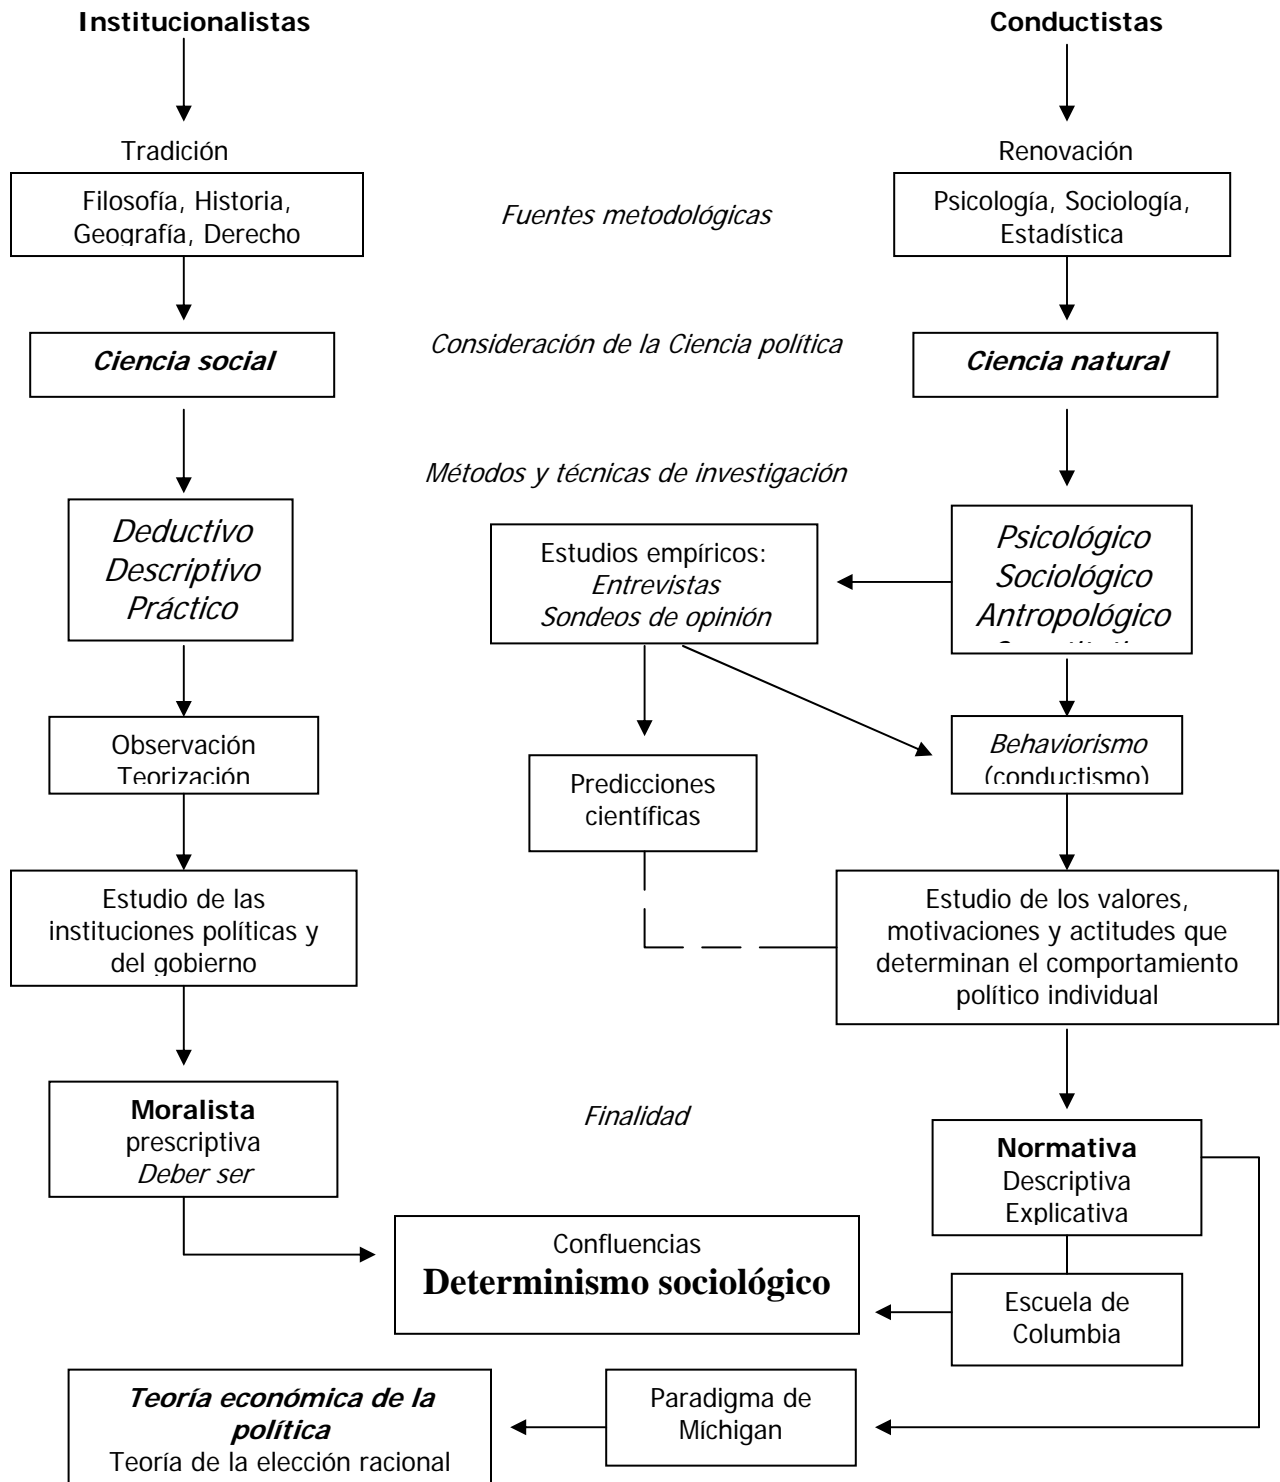 Institucionalistas
Conductistas
Tradición
Renovación
Filosofía, Historia,
Geografía, Derecho
Fuentes metodológicas
Psicología, Sociología,
Estadística
Ciencia social
Consideración de la Ciencia política
Ciencia natural
Métodos y técnicas de investigación
Deductivo
Descriptivo
Práctico
Estudios empíricos:
Entrevistas
Sondeos de opinión
Psicológico
Sociológico
Antropológico
Observación
Teorización
Predicciones
científicas
Behaviorismo
(conductismo)
Estudio de las
instituciones políticas y
del gobierno
Estudio de los valores,
motivaciones y actitudes que
determinan el comportamiento
político individual
Moralista
prescriptiva
Deber ser
Finalidad
Normativa
Descriptiva
Explicativa
Confluencias
Determinismo sociológico
Escuela de
Columbia
Teoría económica de la
política
Teoría de la elección racional
Paradigma de
Míchigan